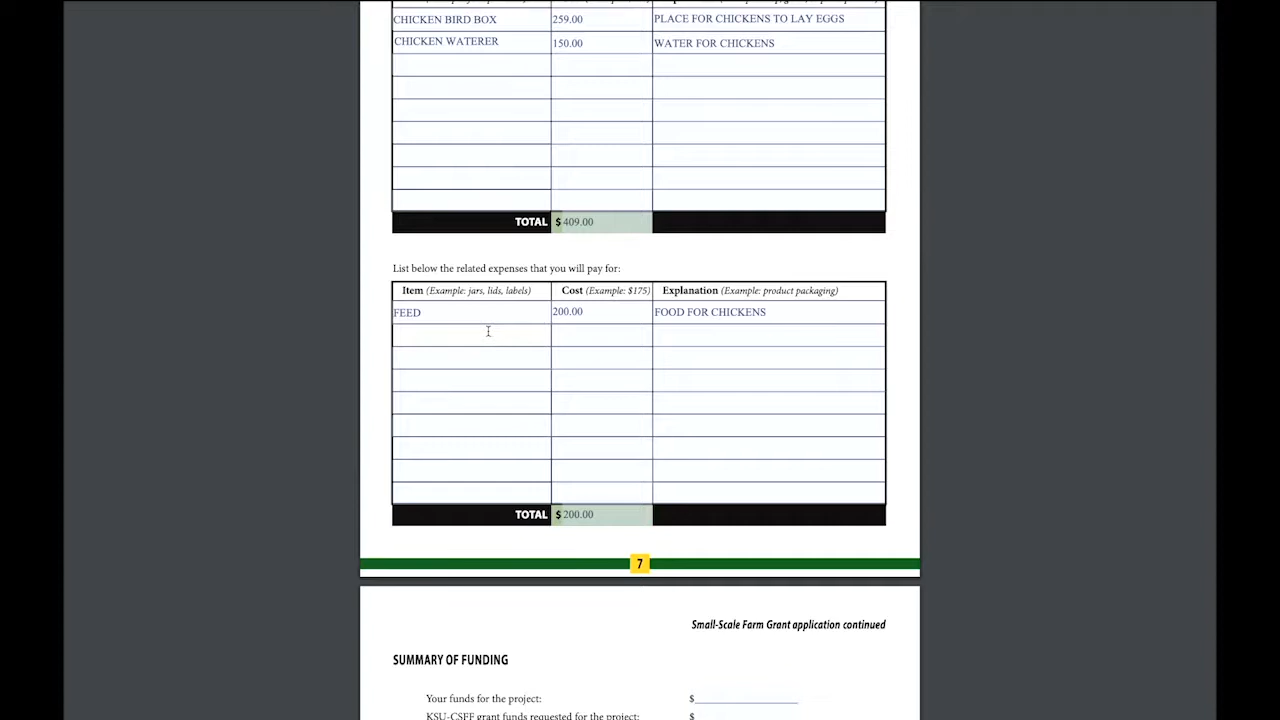 CHICKEN BIRD BOX 259.00 PLACE FOR CHICKENS TO LAY EGGS
CHICKEN WATERER 150.00 WATER FOR CHICKENS
TOTAL $ 409.00
List below the related expenses that you will pay for:
Item (Example: jars, lids, labels) Cost (Example: $175) Explanation (Example: product packaging)
FEED 200.00 FOOD FOR CHICKENS
TOTAL $ 200.00
7
Small-Scale Farm Grant application continued
SUMMARY OF FUNDING
Your funds for the project: $
KSU-CSFF grant funds requested for the project: $